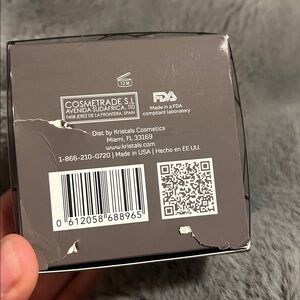 12M
COSMETRADE S.L
AVENIDA SUDAFRICA, 110
11408 JEREZ DE LA FRONTERA, SPAIN
FDA
Made in a FDA
compliant laboratory
Dist by Kristals Cosmetics
Miami, FL 33169
www.kristals.com
1-866-210-0720 | Made in USA | Hecho en EE.UU.
0 612058 688965